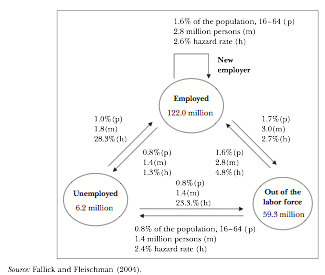 1.6% of the population, 16–64 (p)
2.8 million persons (m)
2.6% hazard rate (h)
New
employer
Employed
122.0 million
1.0%(p)
1.8(m)
28.3%(h)
1.7%(p)
3.0(m)
2.7%(h)
0.8%(p)
1.4(m)
1.3%(h)
1.6%(p)
2.8(m)
4.8%(h)
Unemployed
6.2 million
0.8%(p)
1.4(m)
23.3%(h)
Out of the
labor force
59.3 million
0.8% of the population, 16–64 (p)
1.4 million persons (m)
2.4% hazard rate (h)
Source: Fallick and Fleischman (2004).